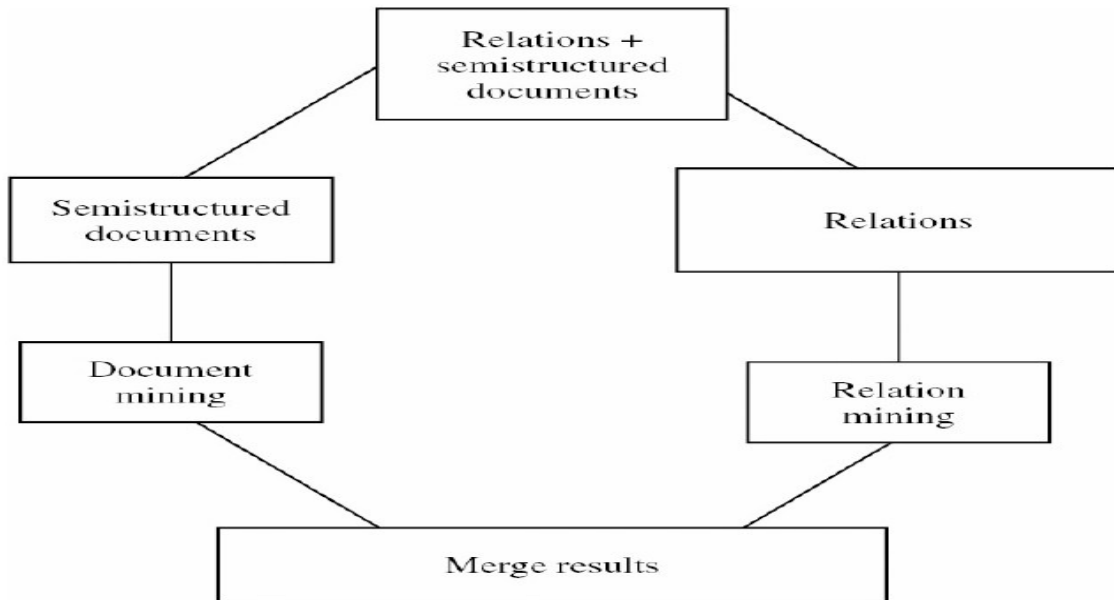 Relations +
semistructured
documents
Semistructured
documents
Relations
Document
mining
Relation
mining
Merge results